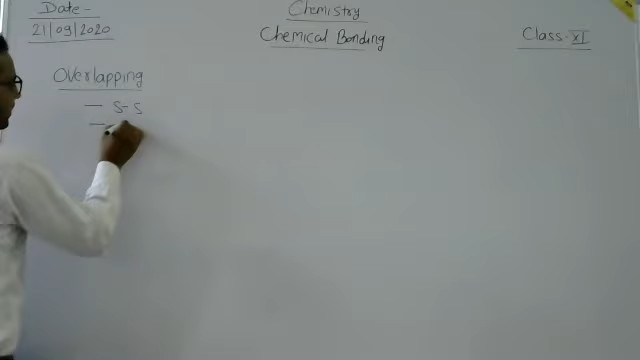 Date-
21/09/2020
Chemistry
Chemical Bonding
Class-XI
Overlapping
— s-s
—